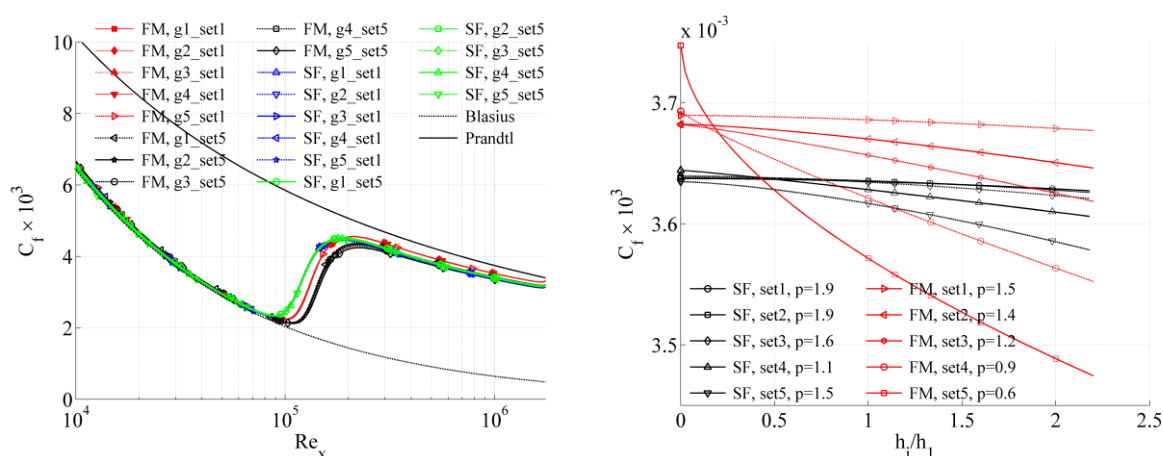 FM, g1_set1
FM, g2_set1
FM, g3_set1
FM, g4_set1
FM, g5_set1
FM, g1_set5
FM, g2_set5
FM, g3_set5
FM, g4_set5
FM, g5_set5
SF, g1_set1
SF, g2_set1
SF, g3_set1
SF, g4_set1
SF, g5_set1
SF, g1_set5
SF, g2_set5
SF, g3_set5
SF, g4_set5
SF, g5_set5
Blasius
Prandtl
10
8
6
4
2
0
C_f × 10^3
10^4
10^5
10^6
Re_x
x 10^-3
3.7
3.6
3.5
C_f × 10^3
SF, set1, p=1.9
SF, set2, p=1.9
SF, set3, p=1.6
SF, set4, p=1.1
SF, set5, p=1.5
FM, set1, p=1.5
FM, set2, p=1.4
FM, set3, p=1.2
FM, set4, p=0.9
FM, set5, p=0.6
0
0.5
1
1.5
2
2.5
h_i/h_1